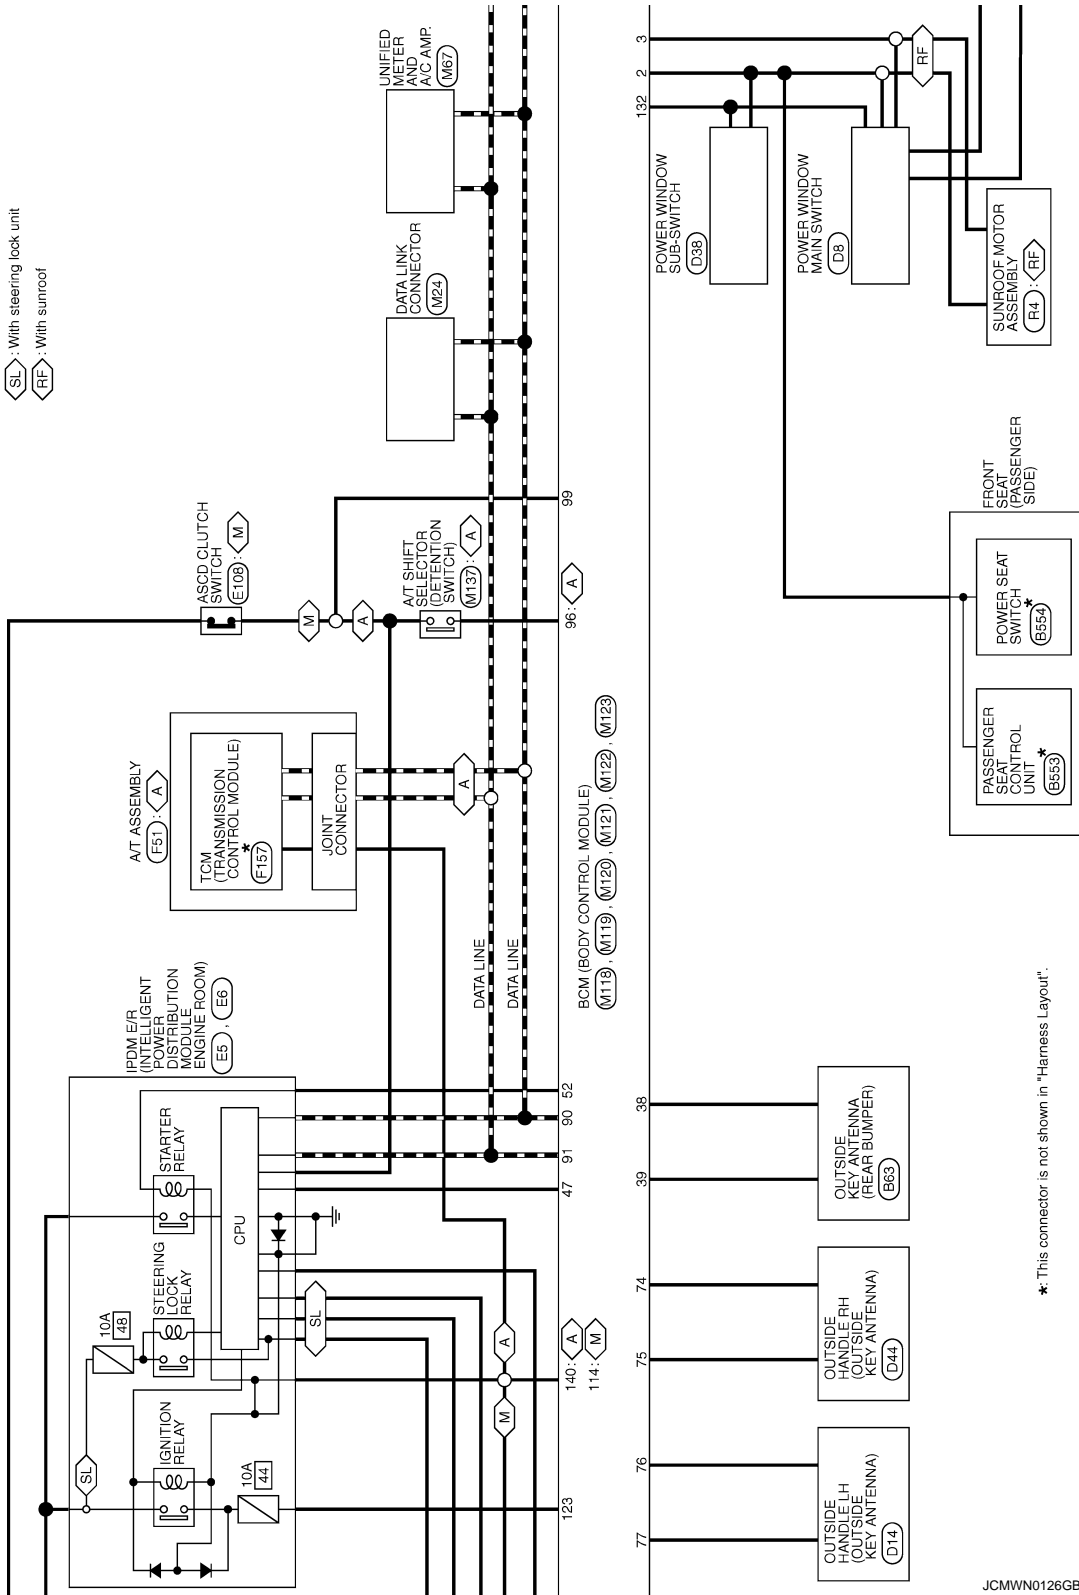 SL : With steering lock unit
RF : With sunroof
IPDM E/R
(INTELLIGENT
POWER
DISTRIBUTION
MODULE
ENGINE ROOM)
E5 , E6
IGNITION
RELAY
STEERING
LOCK
RELAY
STARTER
RELAY
10A
44
10A
48
SL
CPU
SL
A/T ASSEMBLY
F51 : A
TCM
(TRANSMISSION
CONTROL MODULE)
*
F157
JOINT
CONNECTOR
A
ASCD CLUTCH
SWITCH
E108 : M
M
A
A/T SHIFT
SELECTOR
(DETENTION
SWITCH)
M137 : A
DATA LINK
CONNECTOR
M24
UNIFIED
METER
AND
A/C AMP.
M67
DATA LINE
DATA LINE
M
A
123
140: A
114: M
47
91
90
52
96: A
99
BCM (BODY CONTROL MODULE)
M118 , M119 , M120 , M121 , M122 , M123
77
76
75
74
39
38
132
2
3
OUTSIDE
HANDLE LH
(OUTSIDE
KEY ANTENNA)
D14
OUTSIDE
HANDLE RH
(OUTSIDE
KEY ANTENNA)
D44
OUTSIDE
KEY ANTENNA
(REAR BUMPER)
B63
FRONT
SEAT
(PASSENGER
SIDE)
PASSENGER
SEAT
CONTROL
UNIT *
B553
POWER SEAT
SWITCH *
B554
POWER WINDOW
SUB-SWITCH
D38
POWER WINDOW
MAIN SWITCH
D8
RF
SUNROOF MOTOR
ASSEMBLY
R4 : RF
*: This connector is not shown in "Harness Layout".
JCMWN0126GB